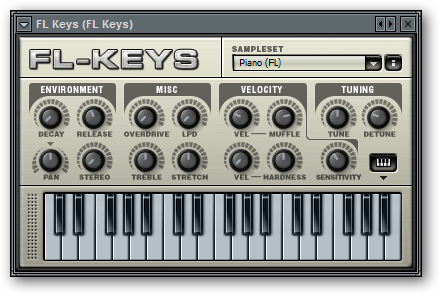 FL Keys (FL Keys)
FL-KEYS
SAMPLESET
Piano (FL)
ENVIRONMENT MISC VELOCITY TUNING
DECAY RELEASE OVERDRIVE LPD VEL MUFFLE TUNE DETUNE
PAN STEREO TREBLE STRETCH VEL HARDNESS SENSITIVITY